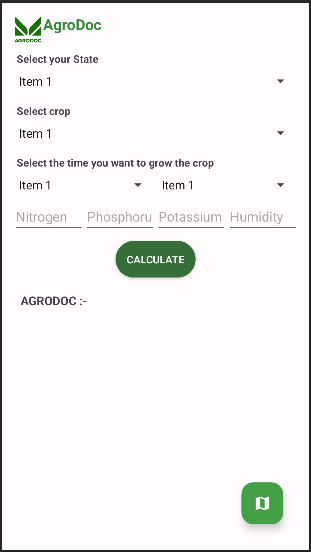 AgroDoc
AGRODOC
Select your State
Item 1
Select crop
Item 1
Select the time you want to grow the crop
Item 1 Item 1
Nitrogen Phosphoru Potassium Humidity
CALCULATE
AGRODOC :-